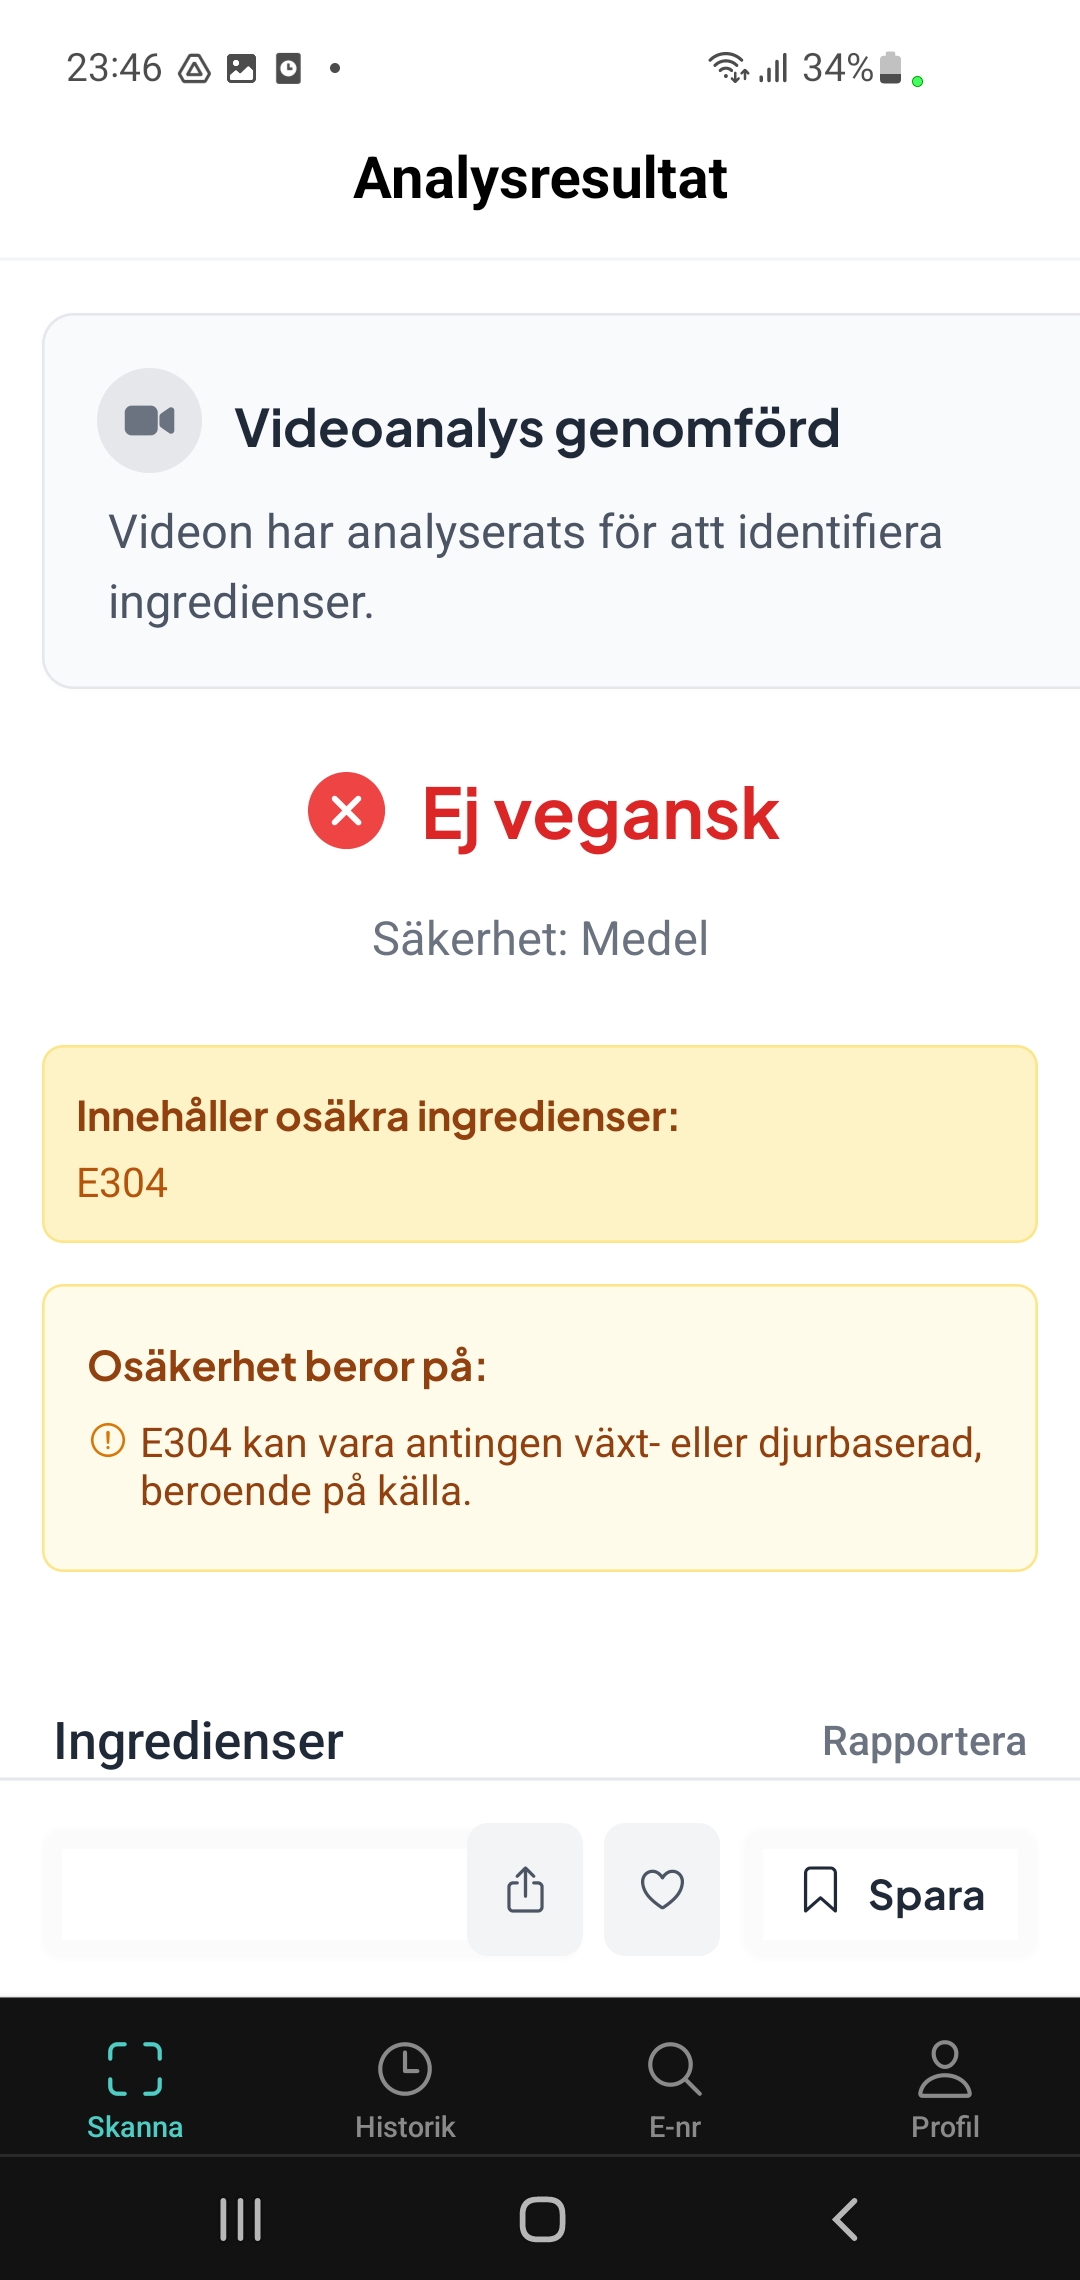 23:46
34%
Analysresultat
Videoanalys genomförd
Videon har analyserats för att identifiera
ingredienser.
Ej vegansk
Säkerhet: Medel
Innehåller osäkra ingredienser:
E304
Osäkerhet beror på:
E304 kan vara antingen växt- eller djurbaserad,
beroende på källa.
Ingredienser
Rapportera
Spara
Skanna
Historik
E-nr
Profil